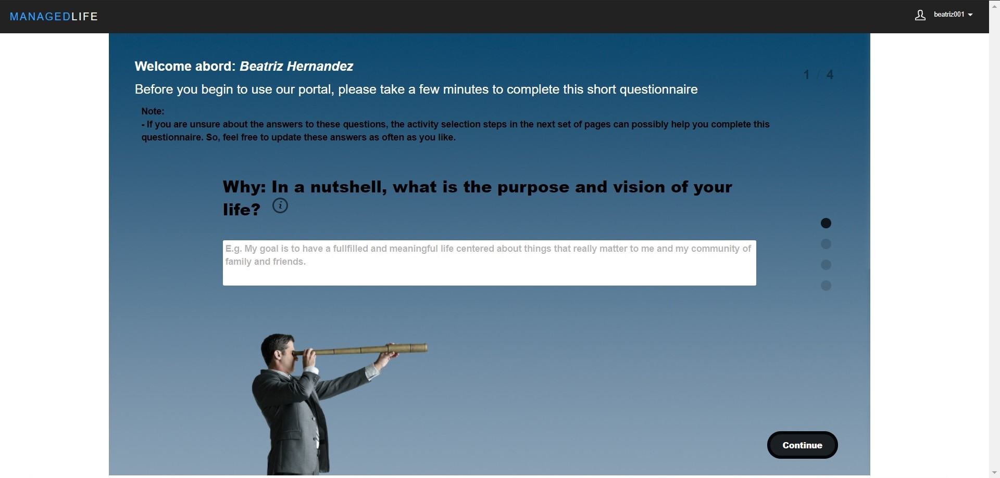 MANAGEDLIFE
beatriz001
Welcome abord: Beatriz Hernandez
1 / 4
Before you begin to use our portal, please take a few minutes to complete this short questionnaire
Note:
- If you are unsure about the answers to these questions, the activity selection steps in the next set of pages can possibly help you complete this
questionnaire. So, feel free to update these answers as often as you like.
Why: In a nutshell, what is the purpose and vision of your
life? i
E.g. My goal is to have a fullfilled and meaningful life centered about things that really matter to me and my community of
family and friends.
Continue